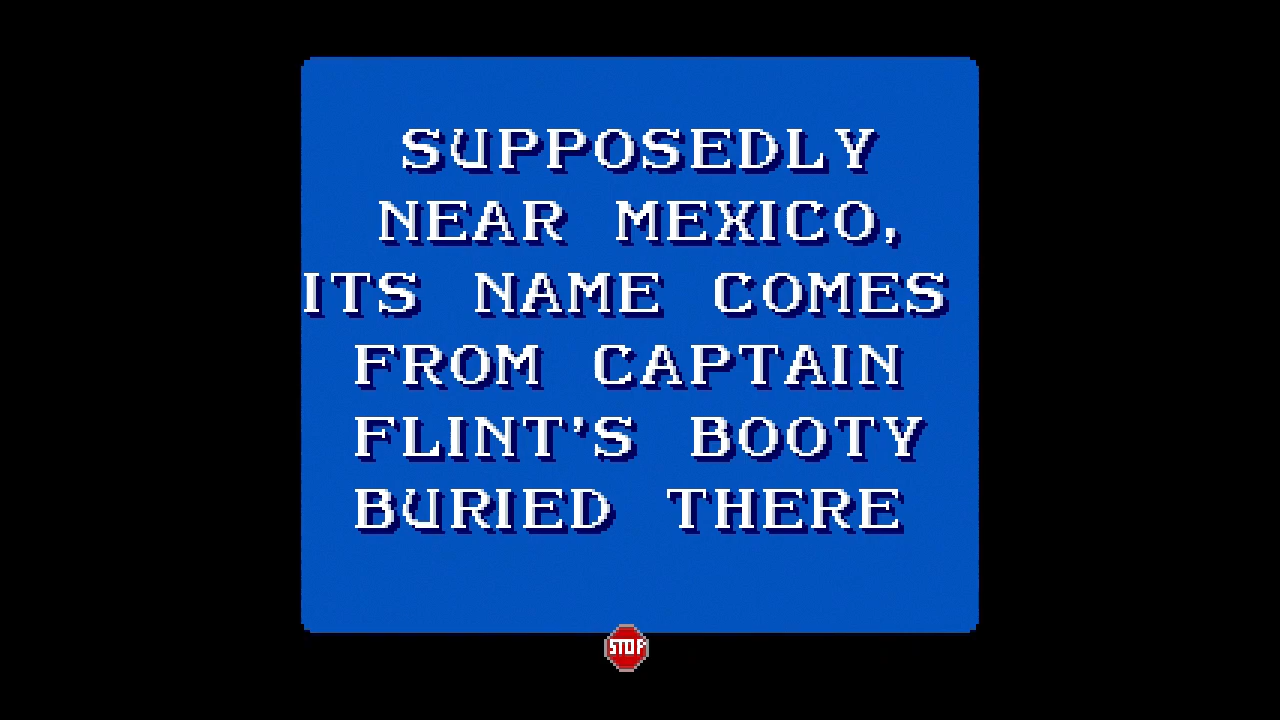 SUPPOSEDLY
NEAR MEXICO,
ITS NAME COMES
FROM CAPTAIN
FLINT'S BOOTY
BURIED THERE
STOP